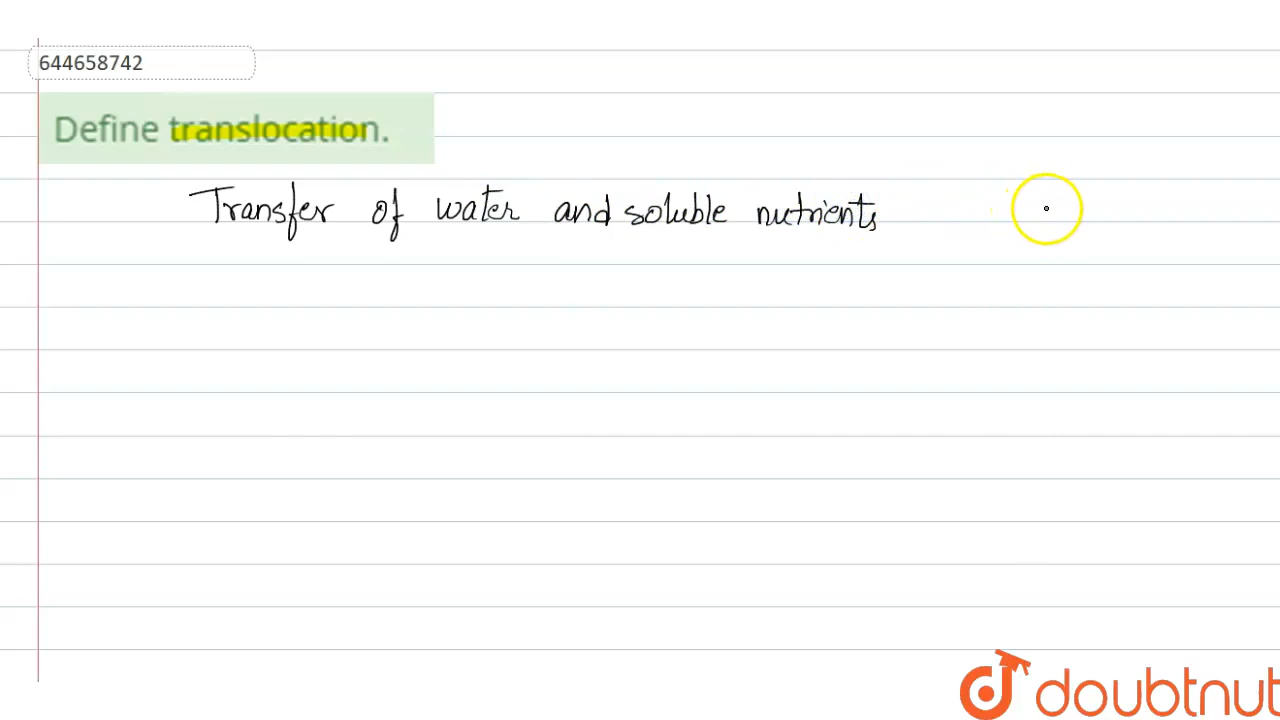 644658742
Define translocation.
Transfer of water and soluble nutrients
doubtnut